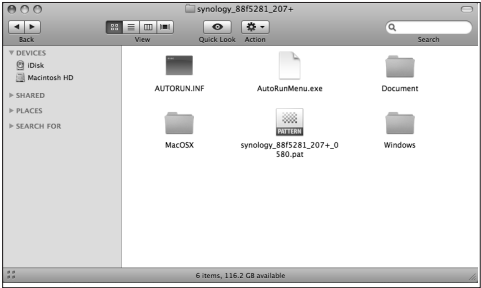 synology_88f5281_207+
Back
View
Quick Look
Action
Search
DEVICES
iDisk
Macintosh HD
SHARED
PLACES
SEARCH FOR
AUTORUN.INF
AutoRunMenu.exe
Document
MacOSX
PATTERN
synology_88f5281_207+_0
580.pat
Windows
6 items, 116.2 GB available